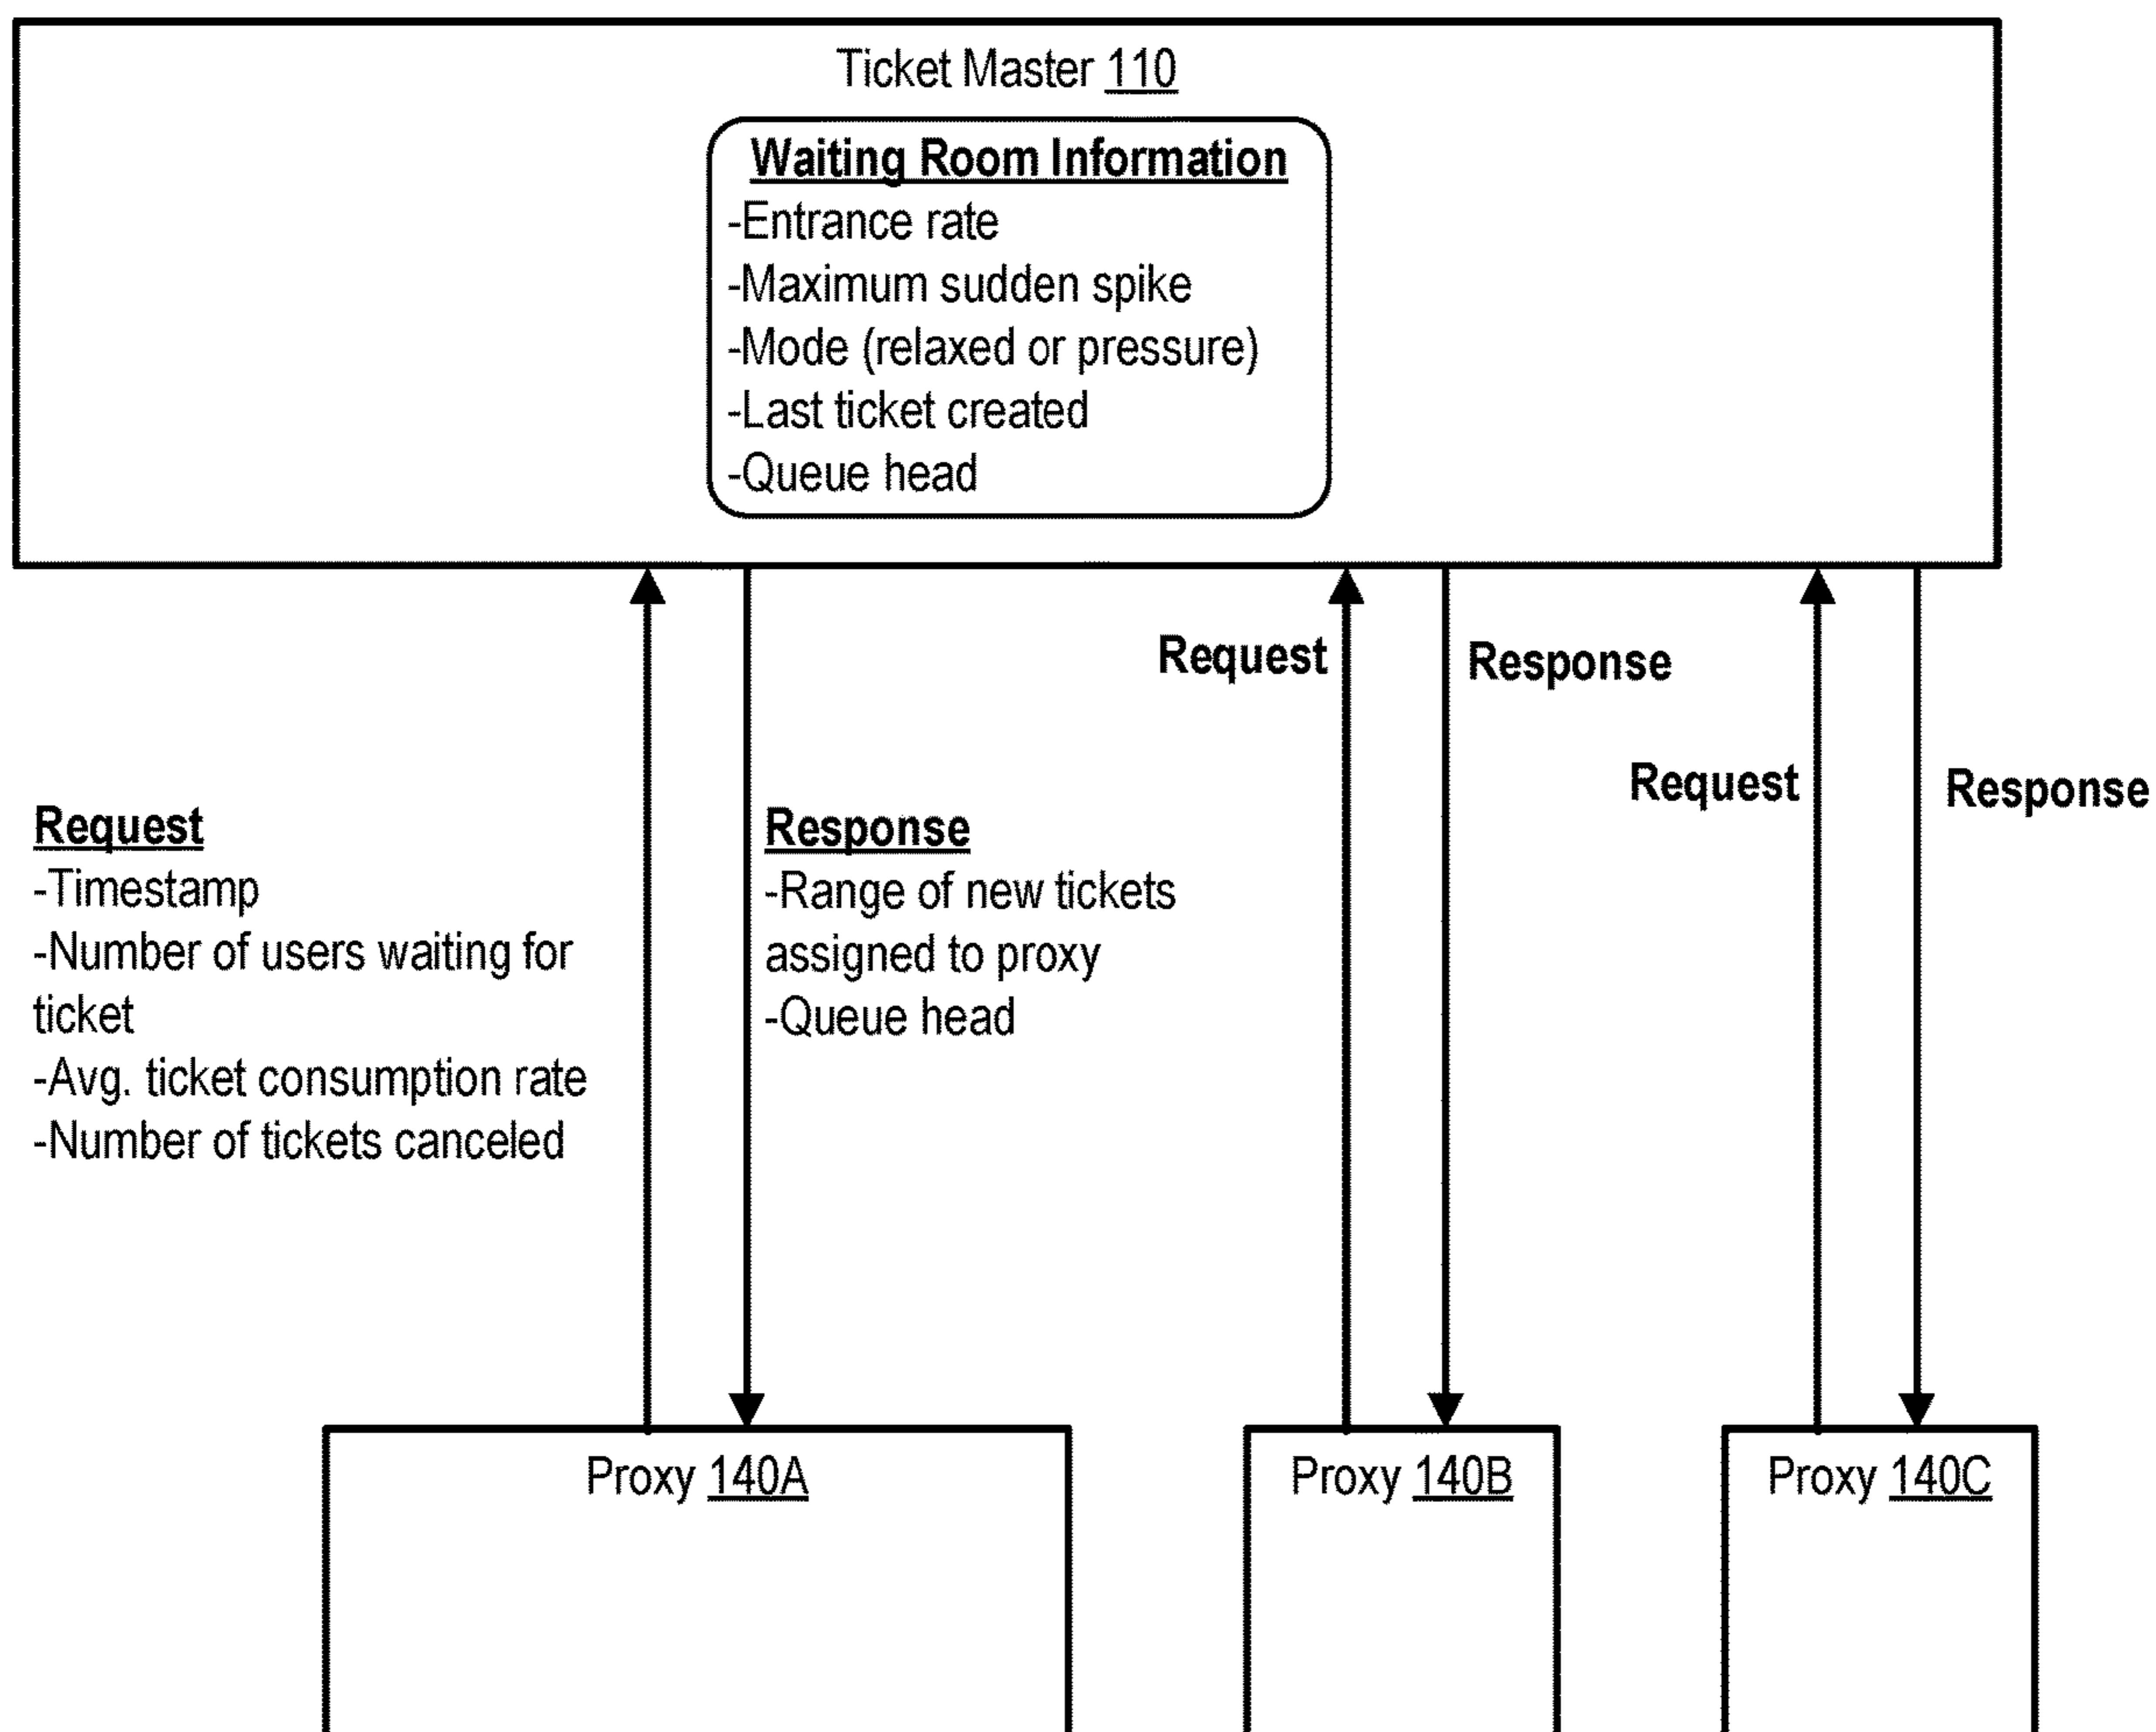 Ticket Master 110
Waiting Room Information
-Entrance rate
-Maximum sudden spike
-Mode (relaxed or pressure)
-Last ticket created
-Queue head
Request
Response
Request
Response
Request
-Timestamp
-Number of users waiting for
ticket
-Avg. ticket consumption rate
-Number of tickets canceled
Response
-Range of new tickets
assigned to proxy
-Queue head
Proxy 140A
Proxy 140B
Proxy 140C